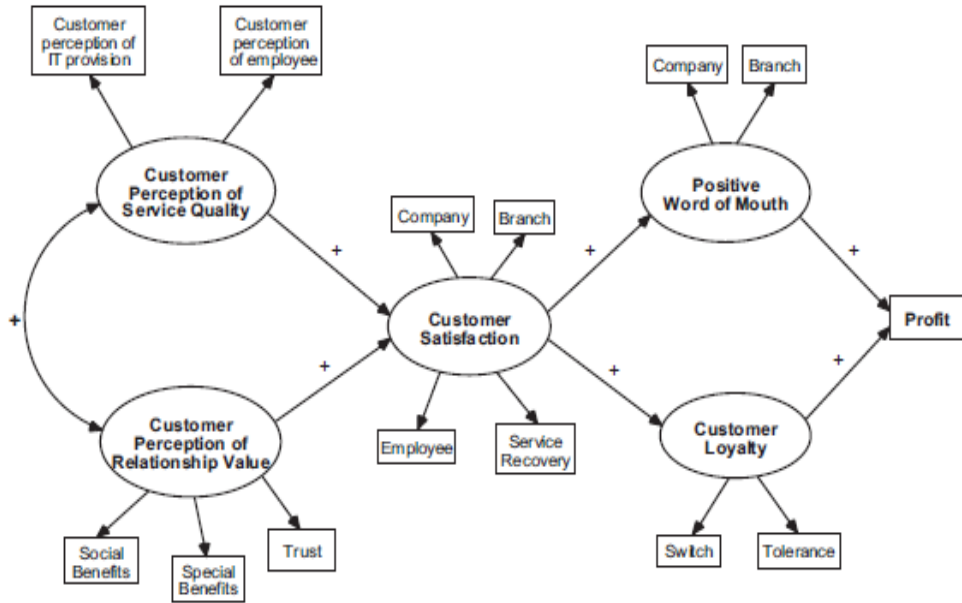 Customer
perception of
IT provision
Customer
perception
of employee
Company
Branch
Customer
Perception of
Service Quality
Positive
Word of Mouth
Company
Branch
+
+
+
+
Customer
Satisfaction
Profit
+
+
+
Customer
Perception of
Relationship Value
Employee
Service
Recovery
Customer
Loyalty
Social
Benefits
Special
Benefits
Trust
Switch
Tolerance